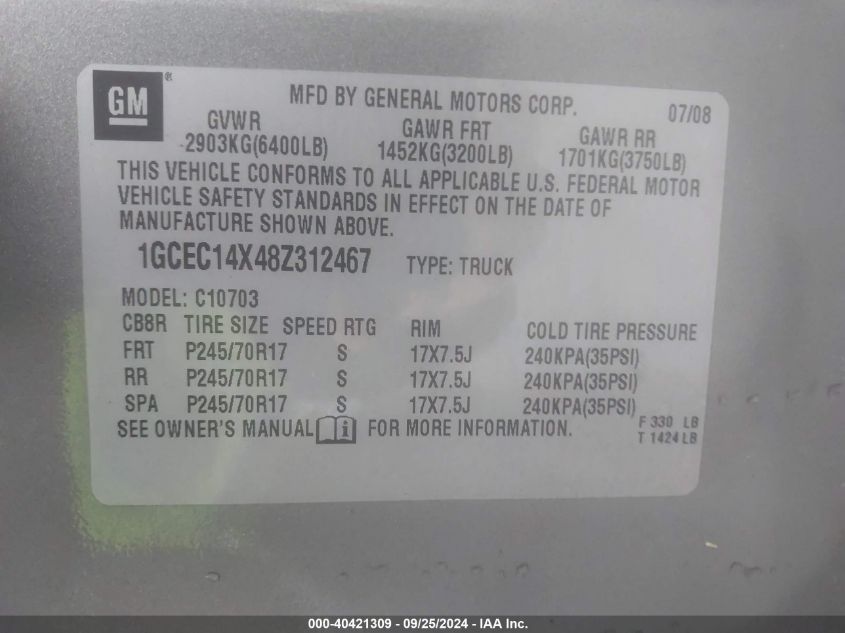 GM ® MFD BY GENERAL MOTORS CORP. 07/08
GVWR GAWR FRT GAWR RR
2903KG(6400LB) 1452KG(3200LB) 1701KG(3750LB)
THIS VEHICLE CONFORMS TO ALL APPLICABLE U.S. FEDERAL MOTOR
VEHICLE SAFETY STANDARDS IN EFFECT ON THE DATE OF
MANUFACTURE SHOWN ABOVE.
1GCEC14X48Z312467 TYPE: TRUCK
MODEL: C10703
CB8R TIRE SIZE SPEED RTG RIM COLD TIRE PRESSURE
FRT P245/70R17 S 17X7.5J 240KPA(35PSI)
RR P245/70R17 S 17X7.5J 240KPA(35PSI)
SPA P245/70R17 S 17X7.5J 240KPA(35PSI)
SEE OWNER'S MANUAL i FOR MORE INFORMATION. F 330 LB
T 1424 LB
000-40421309 - 09/25/2024 - IAA Inc.